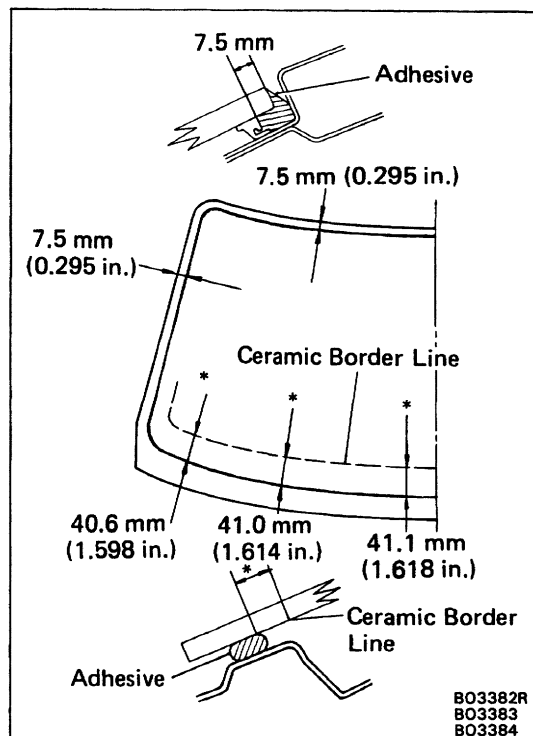 7.5 mm
Adhesive
7.5 mm (0.295 in.)
7.5 mm
(0.295 in.)
Ceramic Border Line
*
*
*
40.6 mm
(1.598 in.)
41.0 mm
(1.614 in.)
41.1 mm
(1.618 in.)
*
Ceramic Border
Line
Adhesive
BO3382R
BO3383
BO3384